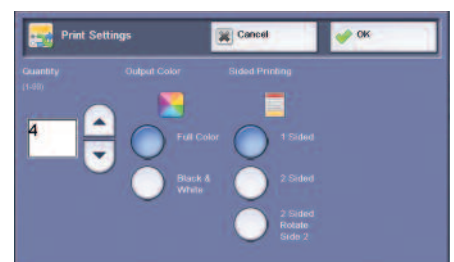 Print Settings
Cancel
OK
Quantity
(1-99)
Output Color
Sided Printing
4
Full Color
Black &
White
1 Sided
2 Sided
2 Sided
Rotate
Side 2